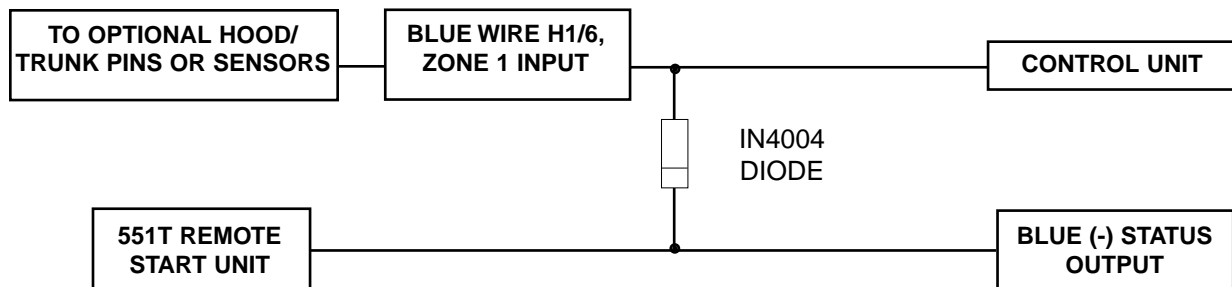 TO OPTIONAL HOOD/
TRUNK PINS OR SENSORS
BLUE WIRE H1/6,
ZONE 1 INPUT
CONTROL UNIT
IN4004
DIODE
551T REMOTE
START UNIT
BLUE (-) STATUS
OUTPUT